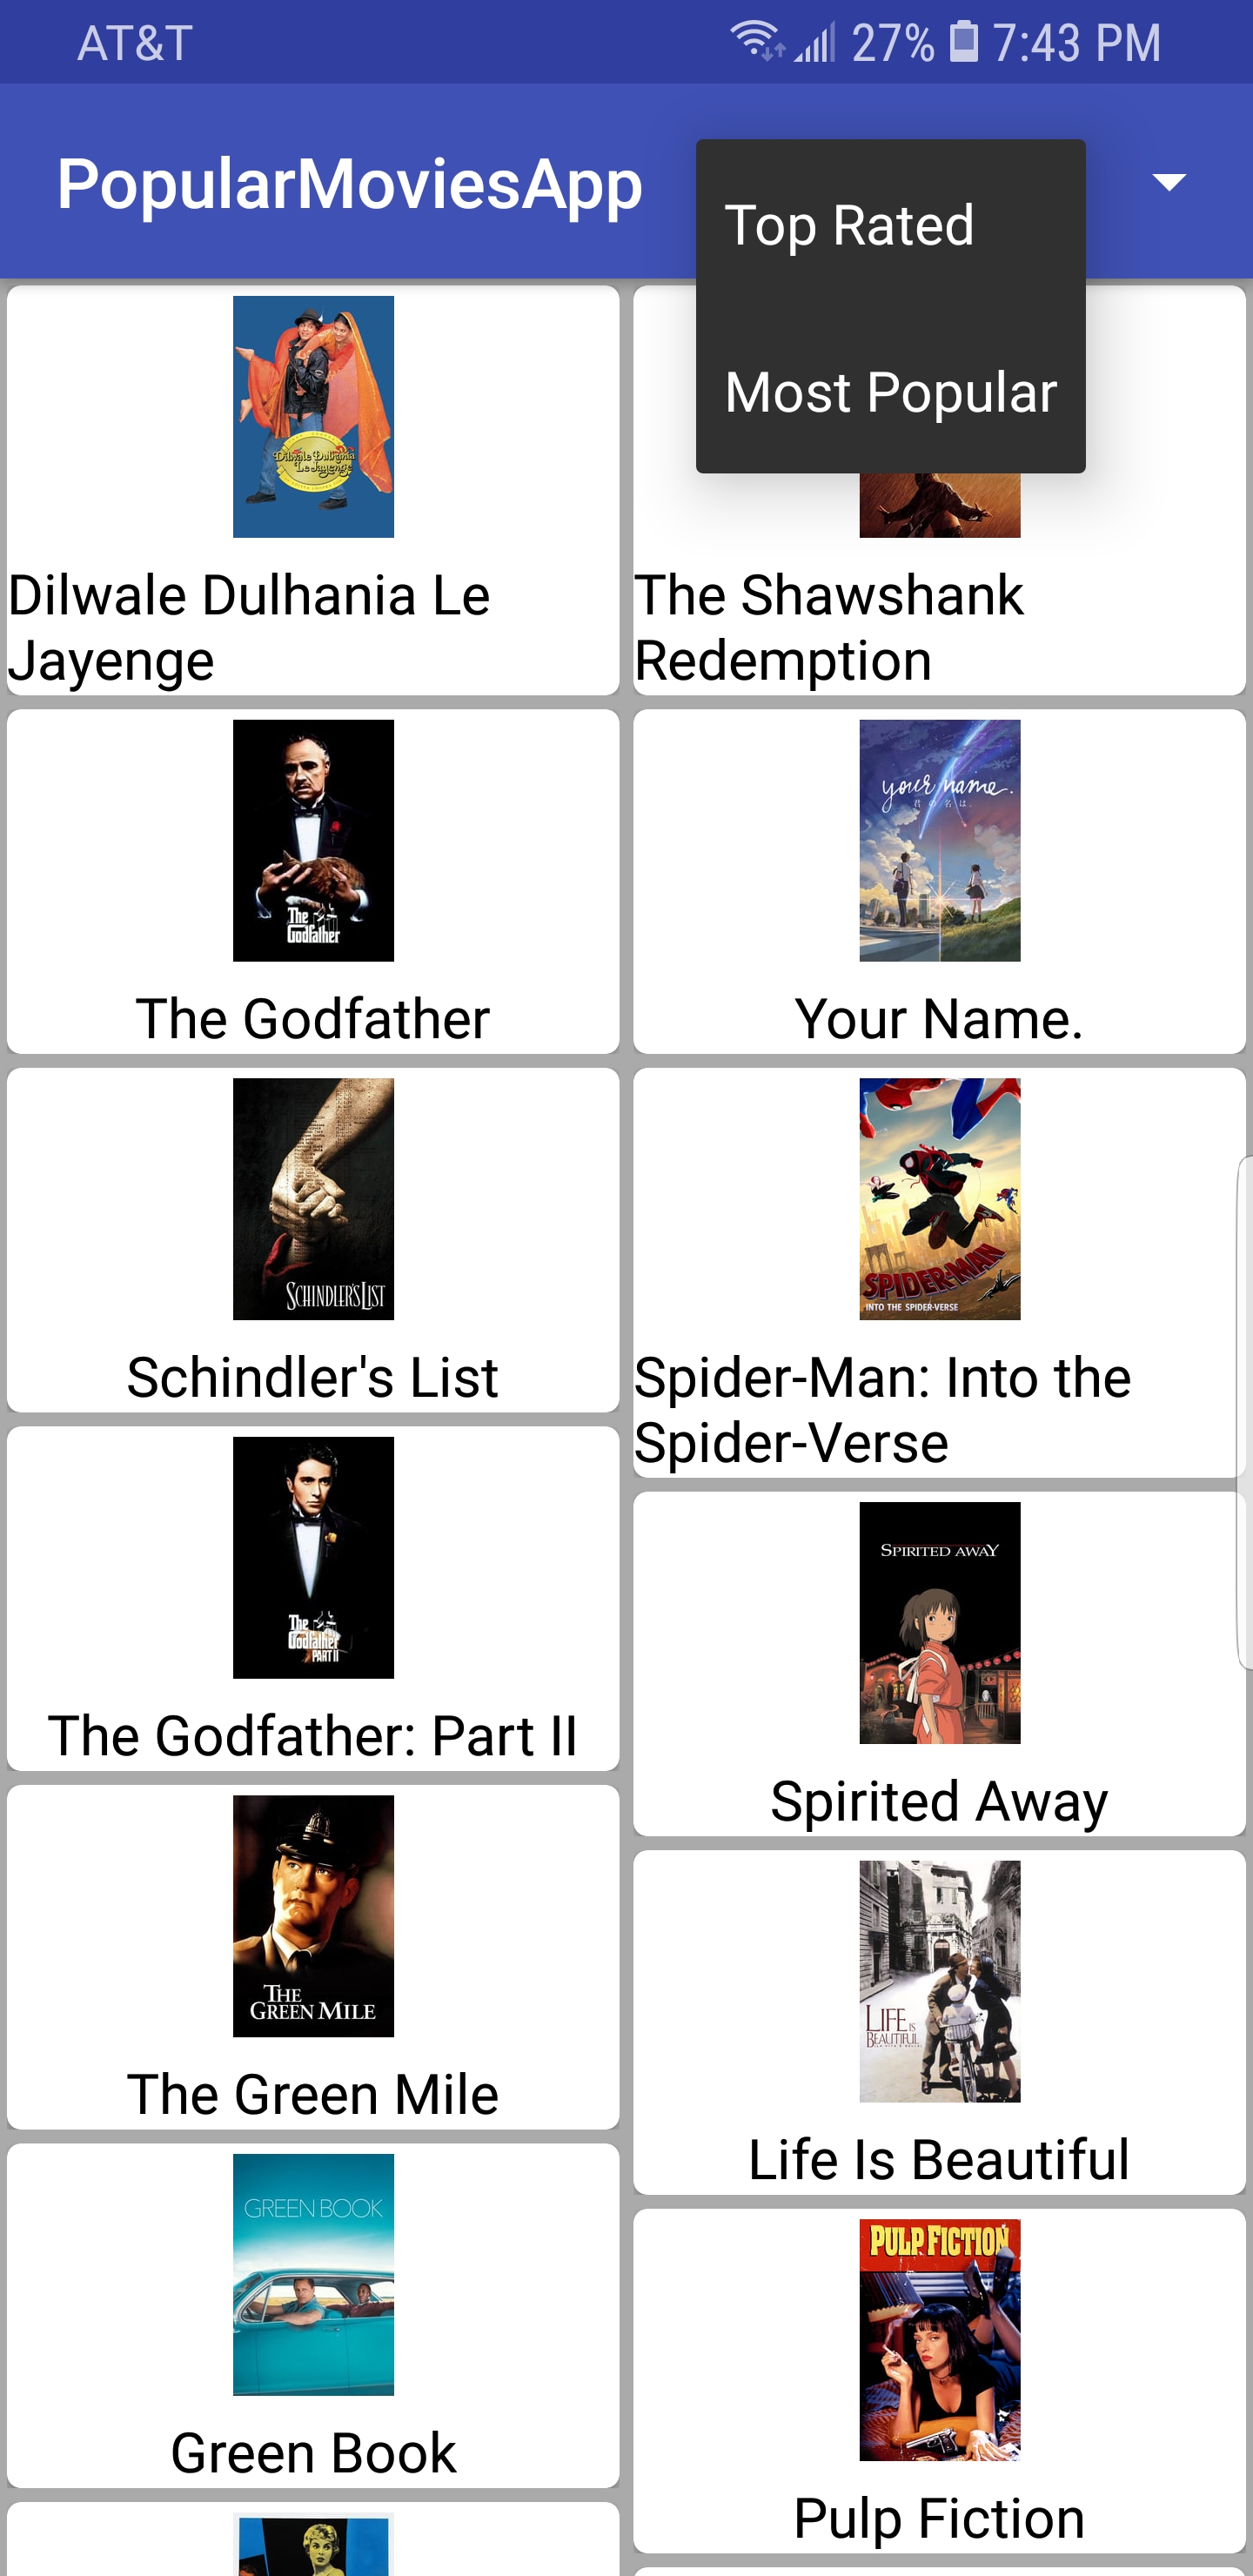 AT&T
27%
7:43 PM
PopularMoviesApp
Top Rated
Most Popular
Dilwale Dulhania
Le Jayenge
Dilwale Dulhania Le
Jayenge
The Shawshank
Redemption
The
Godfather
The Godfather
your name.
君の名は。
Your Name.
SCHINDLER'S LIST
Schindler's List
SPIDER-MAN
INTO THE SPIDER-VERSE
Spider-Man: Into the
Spider-Verse
The
Godfather
PART II
The Godfather: Part II
SPIRITED AWAY
Spirited Away
THE
GREEN MILE
The Green Mile
LIFE IS
BEAUTIFUL
Life Is Beautiful
GREEN BOOK
Green Book
PULP FICTION
Pulp Fiction